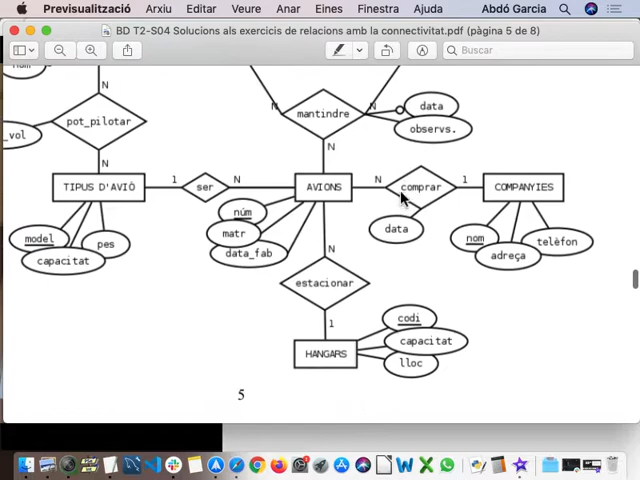 Previsualització Arxiu Editar Veure Anar Eines Finestra Ajuda Abdó Garcia
BD T2-S04 Solucions als exercicis de relacions amb la connectivitat.pdf (pàgina 5 de 8)
Buscar
N
N
N
mantindre
data
observs.
pot_pilotar
_vol
N
N
TIPUS D'AVIÓ
1
ser
N
AVIONS
N
comprar
1
COMPANYIES
model
capacitat
pes
núm
matr
data_fab
data
nom
adreça
telèfon
N
estacionar
1
HANGARS
codi
capacitat
lloc
5